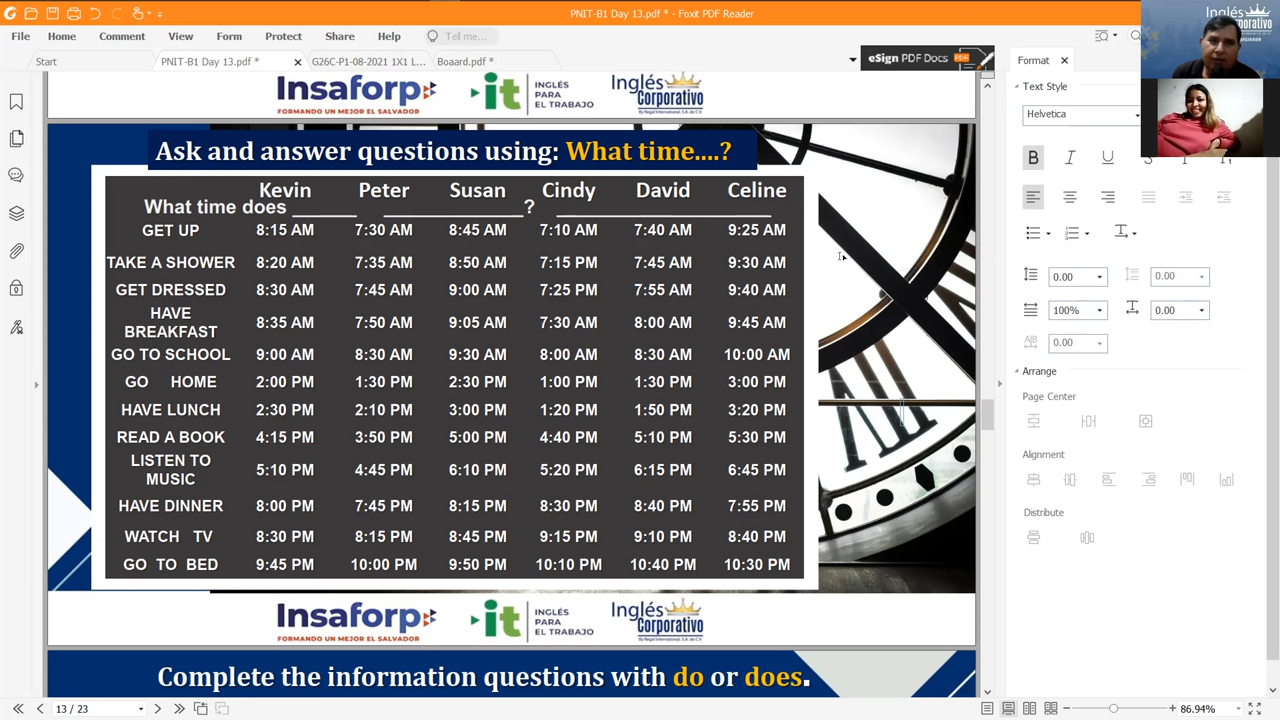 PNIT-B1 Day 13.pdf * - Foxit PDF Reader
File Home Comment View Form Protect Share Help Tell me...
Start PNIT-B1 Day 13.pdf * G26C-P1-08-2021 1X1 L... Boaard.pdf *
eSign PDF Docs
Inglés
Insaforp
FORMANDO UN MEJOR EL SALVADOR
it
INGLÉS
PARA
EL TRABAJO
Inglés
Corporativo
Ask and answer questions using: What time....?
Kevin Peter Susan Cindy David Celine
What time does ______ _____________? ____________________
GET UP 8:15 AM 7:30 AM 8:45 AM 7:10 AM 7:40 AM 9:25 AM
TAKE A SHOWER 8:20 AM 7:35 AM 8:50 AM 7:15 PM 7:45 AM 9:30 AM
GET DRESSED 8:30 AM 7:45 AM 9:00 AM 7:25 PM 7:55 AM 9:40 AM
HAVE
BREAKFAST 8:35 AM 7:50 AM 9:05 AM 7:30 AM 8:00 AM 9:45 AM
GO TO SCHOOL 9:00 AM 8:30 AM 9:30 AM 8:00 AM 8:30 AM 10:00 AM
GO HOME 2:00 PM 1:30 PM 2:30 PM 1:00 PM 1:30 PM 3:00 PM
HAVE LUNCH 2:30 PM 2:10 PM 3:00 PM 1:20 PM 1:50 PM 3:20 PM
READ A BOOK 4:15 PM 3:50 PM 5:00 PM 4:40 PM 5:10 PM 5:30 PM
LISTEN TO
MUSIC 5:10 PM 4:45 PM 6:10 PM 5:20 PM 6:15 PM 6:45 PM
HAVE DINNER 8:00 PM 7:45 PM 8:15 PM 8:30 PM 8:40 PM 7:55 PM
WATCH TV 8:30 PM 8:15 PM 8:45 PM 9:15 PM 9:10 PM 8:40 PM
GO TO BED 9:45 PM 10:00 PM 9:50 PM 10:10 PM 10:40 PM 10:30 PM
Insaforp
FORMANDO UN MEJOR EL SALVADOR
it
INGLÉS
PARA
EL TRABAJO
Inglés
Corporativo
Complete the information questions with do or does.
Format
Text Style
Helvetica
B I U
0.00 0.00
100% 0.00
0.00
Arrange
Page Center
Alignment
Distribute
13 / 23
86.94%